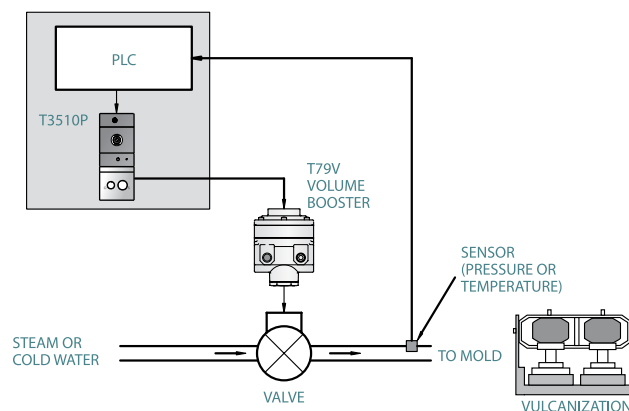 PLC
T3510P
T79V
VOLUME
BOOSTER
SENSOR
(PRESSURE OR
TEMPERATURE)
STEAM OR
COLD WATER
TO MOLD
VALVE
VULCANIZATION